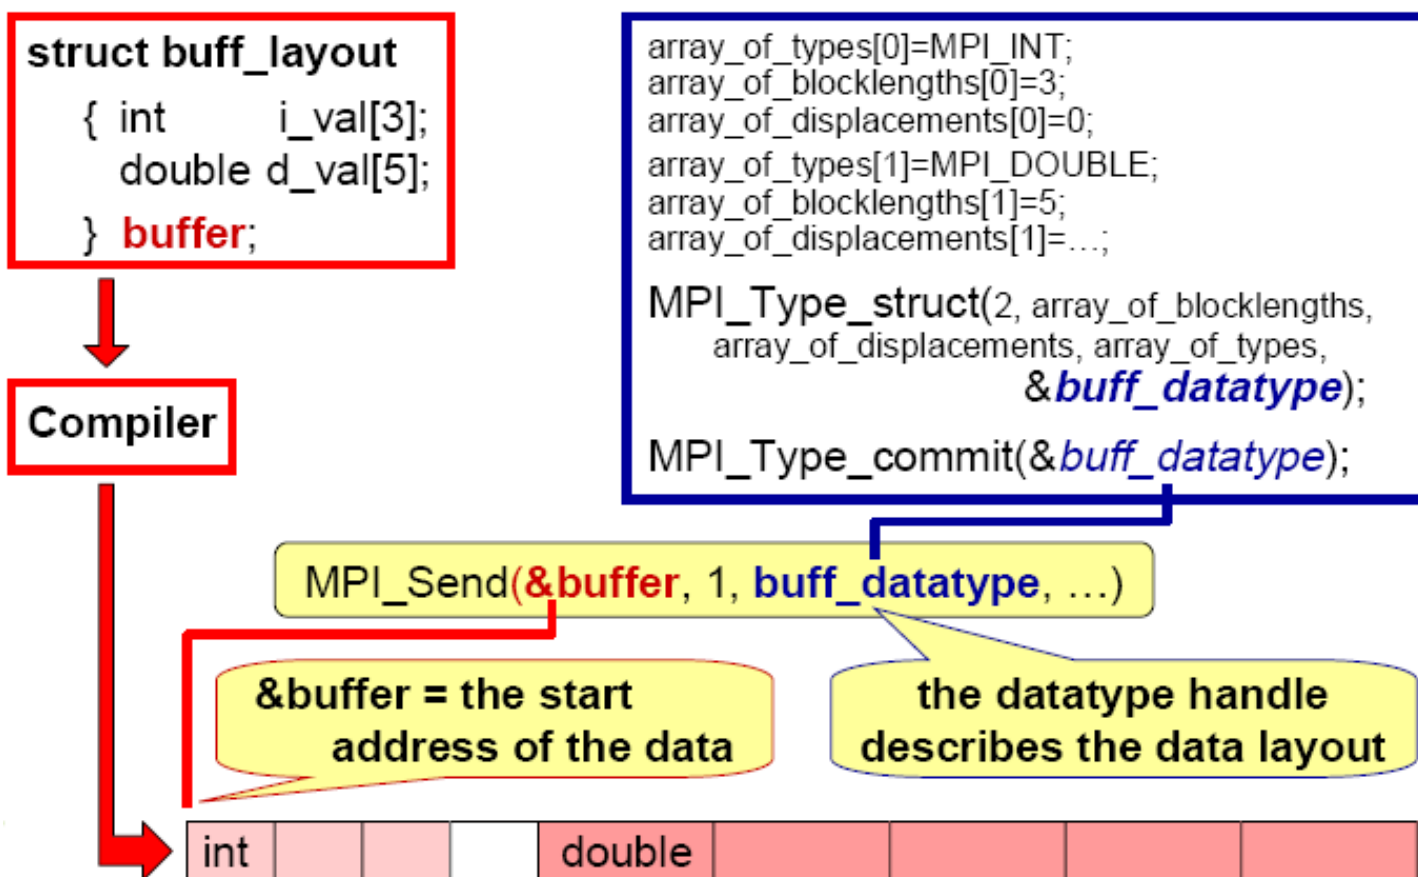 struct buff_layout
{ int i_val[3];
double d_val[5];
} buffer;
Compiler
array_of_types[0]=MPI_INT;
array_of_blocklengths[0]=3;
array_of_displacements[0]=0;
array_of_types[1]=MPI_DOUBLE;
array_of_blocklengths[1]=5;
array_of_displacements[1]=…;
MPI_Type_struct(2, array_of_blocklengths,
array_of_displacements, array_of_types,
&buff_datatype);
MPI_Type_commit(&buff_datatype);
MPI_Send(&buffer, 1, buff_datatype, …)
&buffer = the start
address of the data
the datatype handle
describes the data layout
int
double